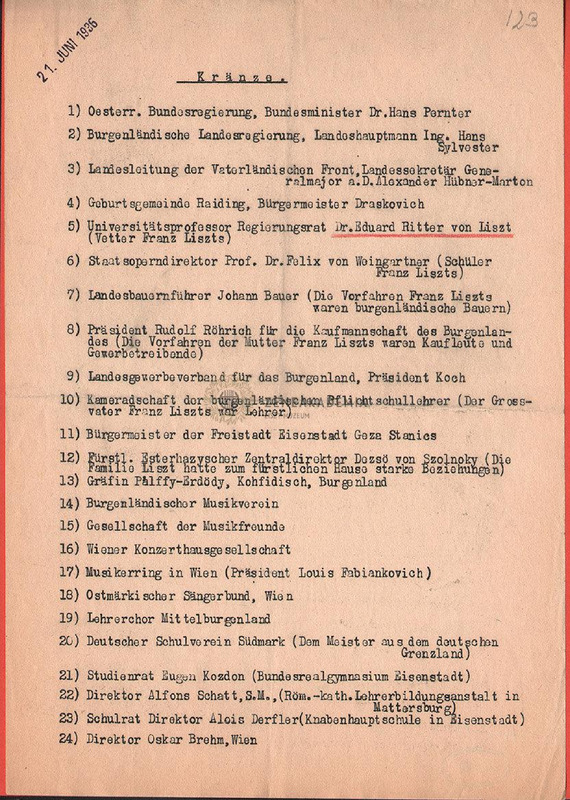 123
21. JUNI 1936
Kränze.
1) Oesterr. Bundesregierung, Bundesminister Dr.Hans Pernter
2) Burgenländische Landesregierung, Landeshauptmann Ing. Hans
Sylvester
3) Landesleitung der Vaterländischen Front,Landessekretär Gene-
ralmajor a.D.Alexander Hübner-Marton
4) Geburtsgemeinde Raiding, Bürgermeister Draskovich
5) Universitätsprofessor Regierungsrat Dr.Eduard Ritter von Liszt
(Vetter Franz Liszts)
6) Staatsoperndirektor Prof. Dr.Felix von Weingartner (Schüler
Franz Liszts)
7) Landesbauernführer Johann Bauer (Die Vorfahren Franz Liszts
waren burgenländische Bauern)
8) Präsident Rudolf Röhrich für die Kaufmannschaft des Burgenlan-
des (Die Vorfahren der Mutter Franz Liszts waren Kaufleute und
Gewerbetreibende)
9) Landesgewerbeverband für das Burgenland, Präsident Koch
10) Kameradschaft der burgenländischen Pflichtschullehrer (Der Gross-
vater Franz Liszts war Lehrer)
11) Bürgermeister der Freistadt Eisenstadt Geza Stanics
12) Fürstl. Esterhazyscher Zentraldirektor Dezsö von Szolnoky (Die
Familie Liszt hatte zum fürstlichen Hause starke Beziehungen)
13) Gräfin Pálffy-Erdödy, Kohfidisch, Burgenland
14) Burgenländischer Musikverein
15) Gesellschaft der Musikfreunde
16) Wiener Konzerthausgesellschaft
17) Musikerring in Wien (Präsident Louis Fabiankovich)
18) Ostmärkischer Sängerbund, Wien
19) Lehrerchor Mittelburgenland
20) Deutscher Schulverein Südmark (Dem Meister aus dem deutschen
Grenzland)
21) Studienrat Eugen Kozdon (Bundesrealgymnasium Eisenstadt)
22) Direktor Alfons Schatt,S.M.,(Röm.-kath.Lehrerbildungsanstalt in
Mattersburg)
23) Schulrat Direktor Alois Derfler(Knabenhauptschule in Eisenstadt)
24) Direktor Oskar Brehm,Wien